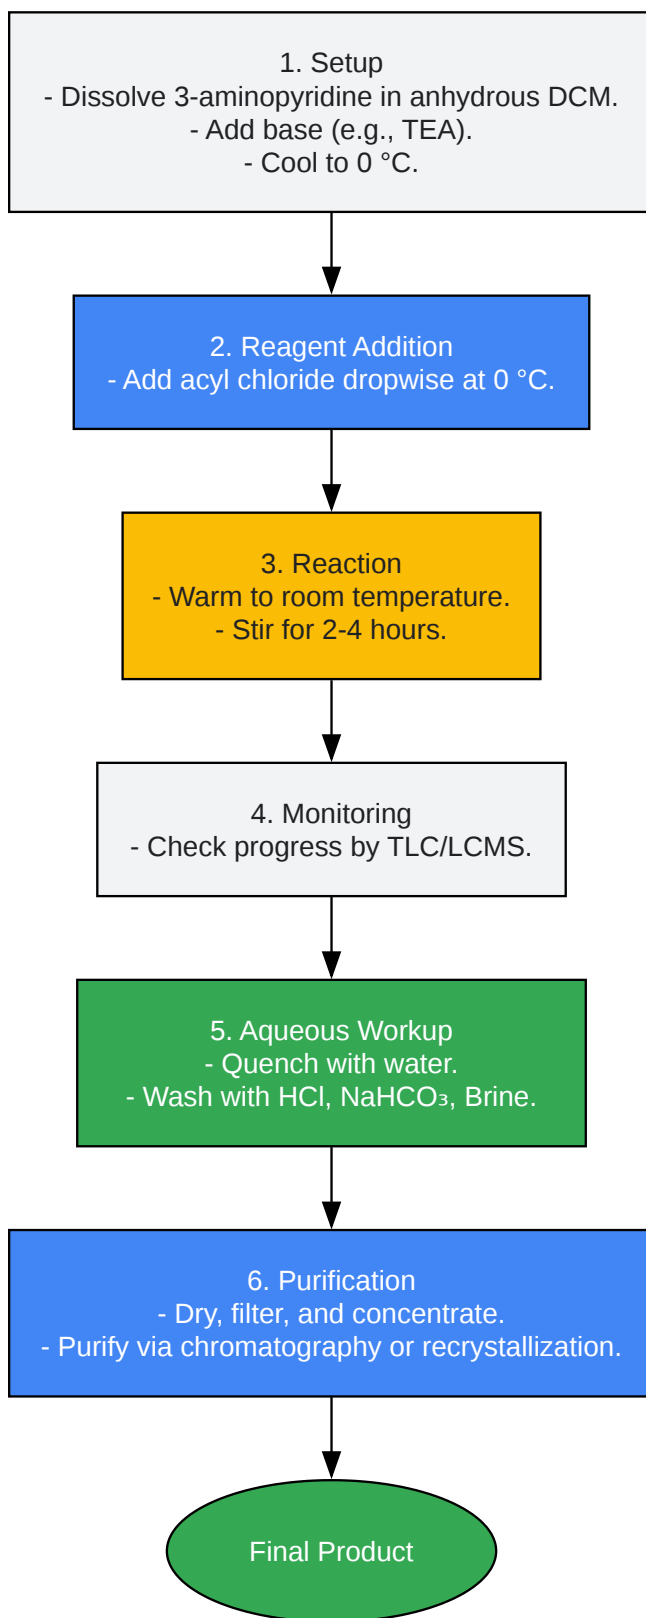 1. Setup
- Dissolve 3-aminopyridine in anhydrous DCM.
- Add base (e.g., TEA).
- Cool to 0 °C.
2. Reagent Addition
- Add acyl chloride dropwise at 0 °C.
3. Reaction
- Warm to room temperature.
- Stir for 2-4 hours.
4. Monitoring
- Check progress by TLC/LCMS.
5. Aqueous Workup
- Quench with water.
- Wash with HCl, NaHCO₃, Brine.
6. Purification
- Dry, filter, and concentrate.
- Purify via chromatography or recrystallization.
Final Product